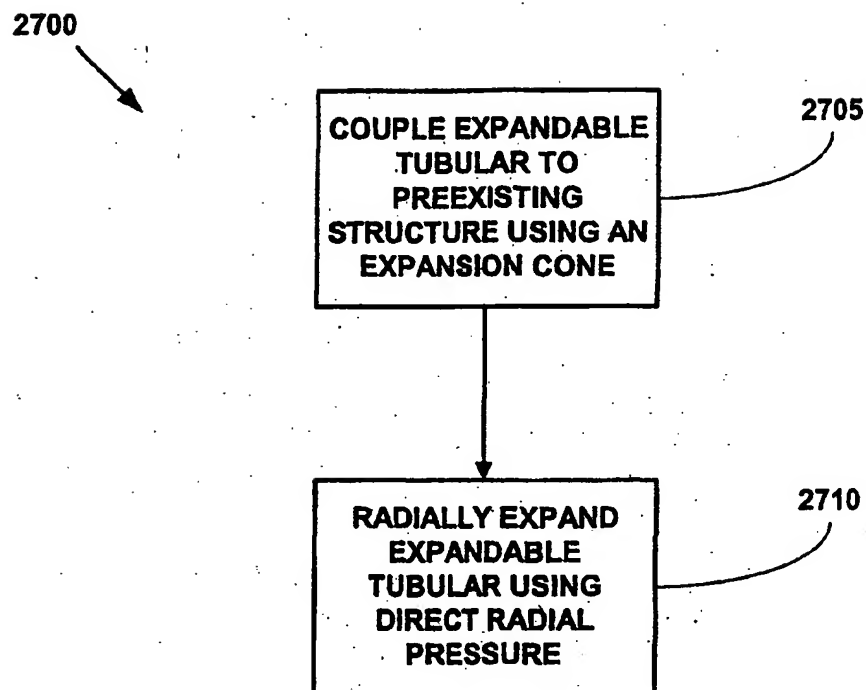 2700
COUPLE EXPANDABLE
TUBULAR TO
PREEXISTING
STRUCTURE USING AN
EXPANSION CONE
2705
RADIALLY EXPAND
EXPANDABLE
TUBULAR USING
DIRECT RADIAL
PRESSURE
2710